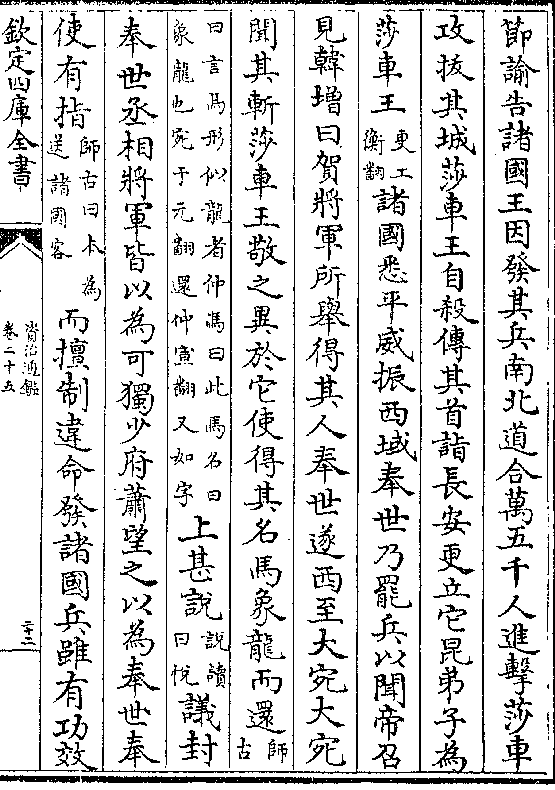 節諭告諸國王因發其兵南北道合萬五千人進擊莎車
攻拔其城莎車王自殺傳其首詣長安更立它昆弟子為
莎車王更工衡翻諸國悉平威振西域奉世乃罷兵以聞帝召
見韓增曰賀將軍所舉得其人奉世遂西至大宛大宛
聞其斬莎車王敬之異於它使得其名馬象龍而還師古
曰言馬形似龍者仲馮曰此馬名曰象龍也宛于元翻還仲宣翻又如字上甚說說讀曰悅議封
奉世丞相將軍皆以為可獨少府蕭望之以為奉世奉
使有指師古曰本為送諸國客而擅制違命發諸國兵雖有功效
欽定四庫全書
資治通鑑
卷二十五
三十二